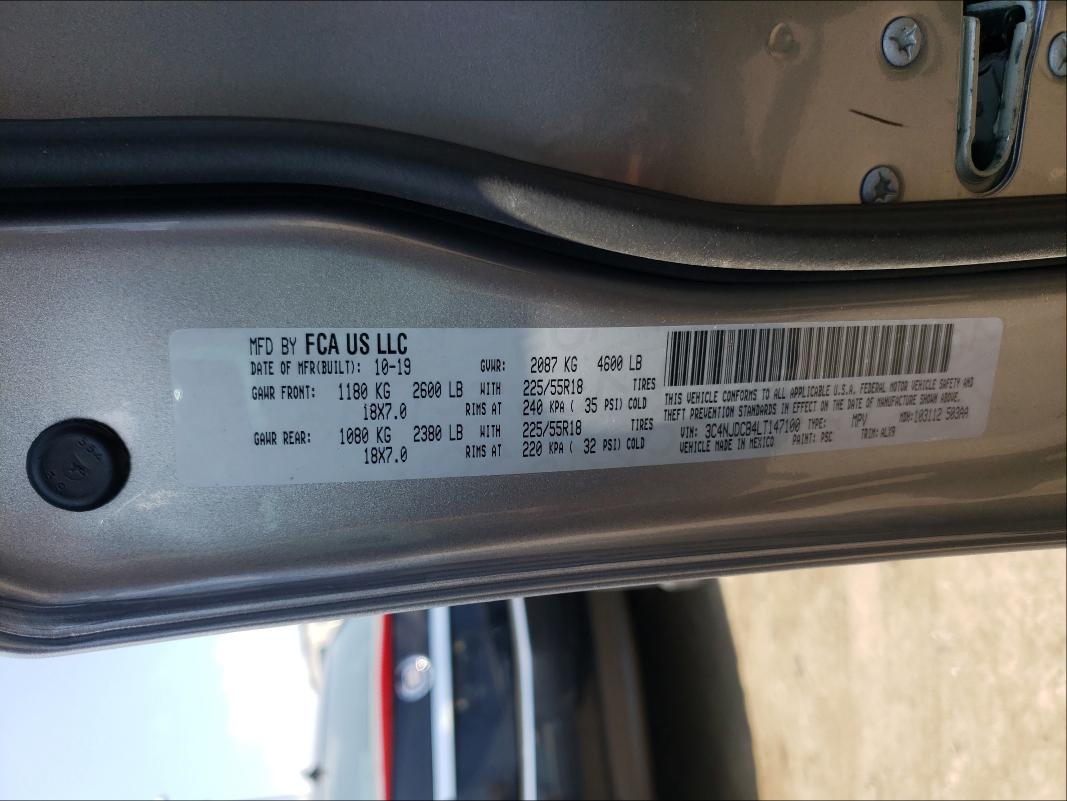 MFD BY FCA US LLC
DATE OF MFR(BUILT): 10-19 GVWR: 2087 KG 4600 LB
GAWR FRONT: 1180 KG 2600 LB WITH 225/55R18 TIRES
18X7.0 RIMS AT 240 KPA ( 35 PSI) COLD
GAWR REAR: 1080 KG 2380 LB WITH 225/55R18 TIRES
18X7.0 RIMS AT 220 KPA ( 32 PSI) COLD
THIS VEHICLE CONFORMS TO ALL APPLICABLE U.S.A. FEDERAL MOTOR VEHICLE SAFETY AND
THEFT PREVENTION STANDARDS IN EFFECT ON THE DATE OF MANUFACTURE SHOWN ABOVE.
VIN: 3C4NJDCB4LT147100 TYPE: MPV MDH: 103112 503AA
VEHICLE MADE IN MEXICO PAINT: PSC TRIM: ALX9